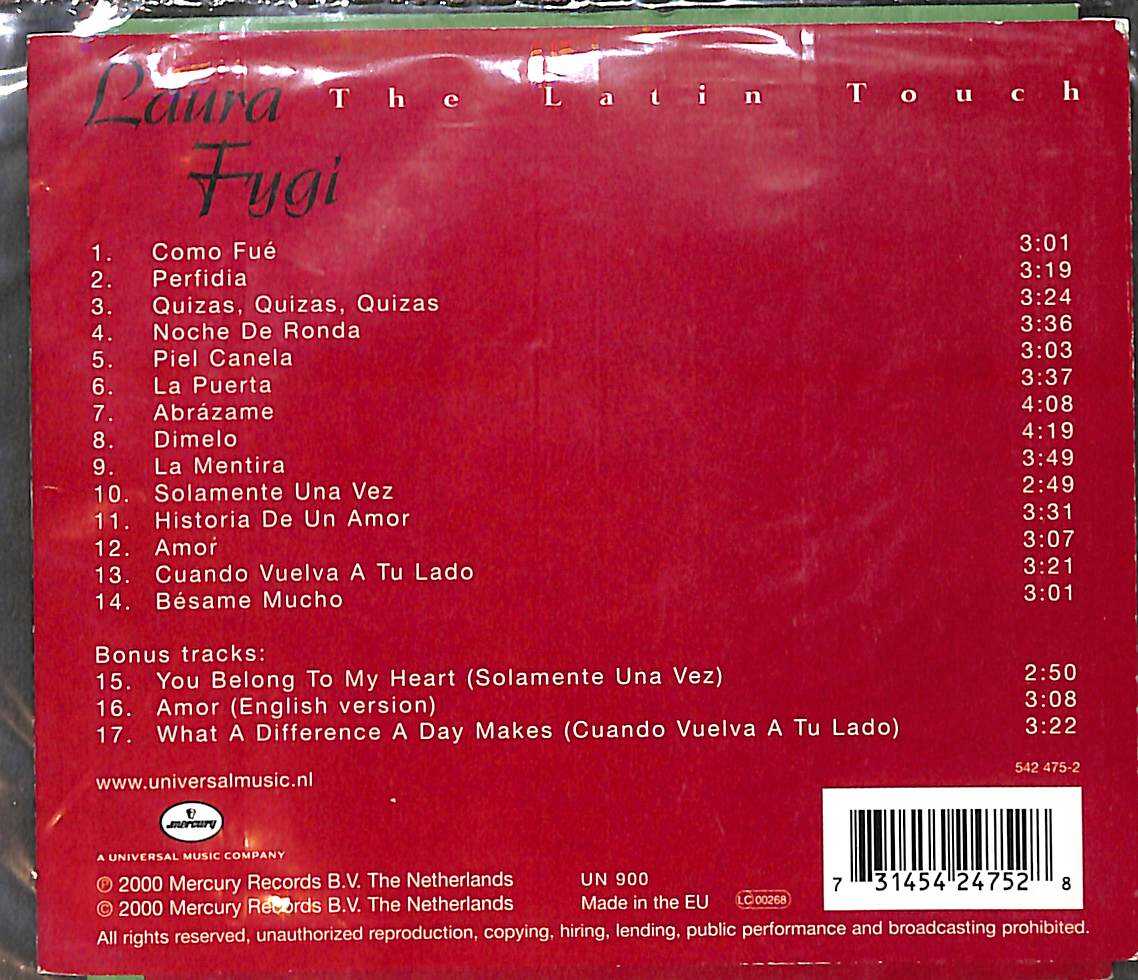 Laura The Latin Touch
Fygi
1. Como Fué 3:01
2. Perfidia 3:19
3. Quizas, Quizas, Quizas 3:24
4. Noche De Ronda 3:36
5. Piel Canela 3:03
6. La Puerta 3:37
7. Abrázame 4:08
8. Dimelo 4:19
9. La Mentira 3:49
10. Solamente Una Vez 2:49
11. Historia De Un Amor 3:31
12. Amor 3:07
13. Cuando Vuelva A Tu Lado 3:21
14. Bésame Mucho 3:01
Bonus tracks:
15. You Belong To My Heart (Solamente Una Vez) 2:50
16. Amor (English version) 3:08
17. What A Difference A Day Makes (Cuando Vuelva A Tu Lado) 3:22
542 475-2
www.universalmusic.nl
mercury
A UNIVERSAL MUSIC COMPANY
7 31454 24752 8
℗ 2000 Mercury Records B.V. The Netherlands UN 900
© 2000 Mercury Records B.V. The Netherlands Made in the EU LC 00268
All rights reserved, unauthorized reproduction, copying, hiring, lending, public performance and broadcasting prohibited.